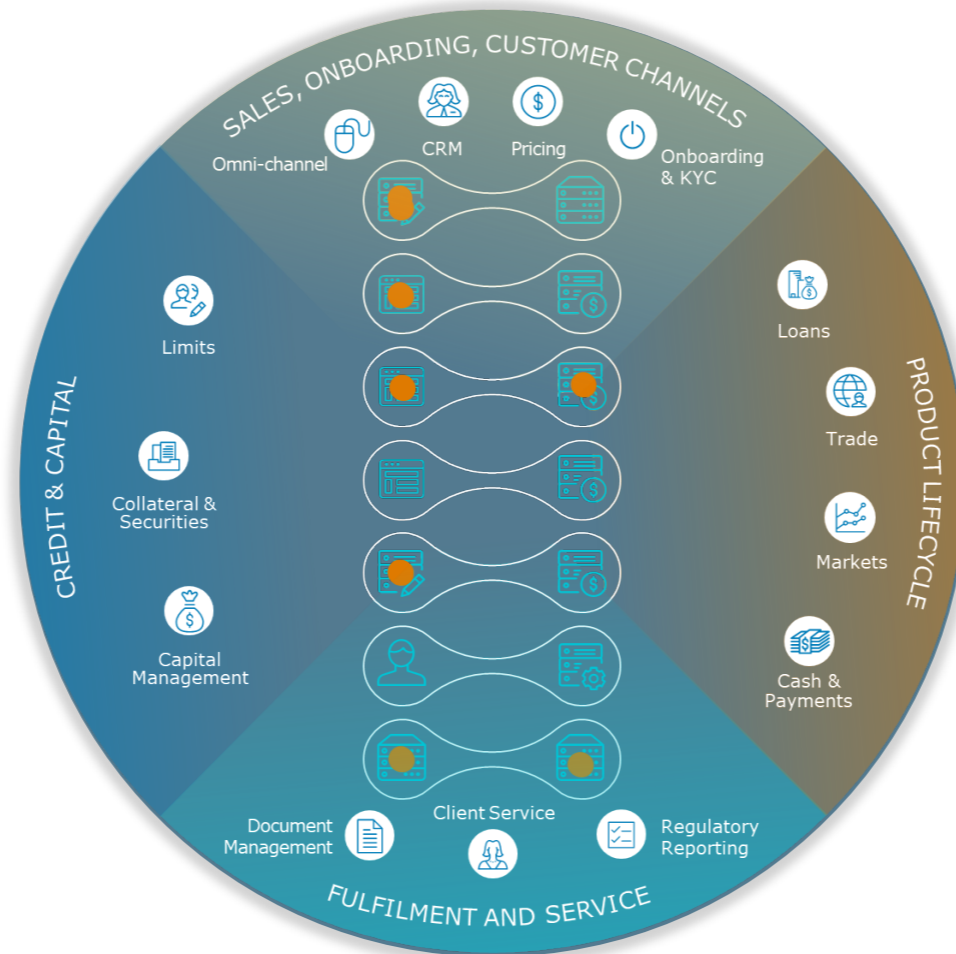 SALES, ONBOARDING, CUSTOMER CHANNELS
Omni-channel
CRM
Pricing
Onboarding
& KYC
CREDIT & CAPITAL
Limits
Collateral &
Securities
Capital
Management
PRODUCT LIFECYCLE
Loans
Trade
Markets
Cash &
Payments
Document
Management
Client Service
Regulatory
Reporting
FULFILMENT AND SERVICE